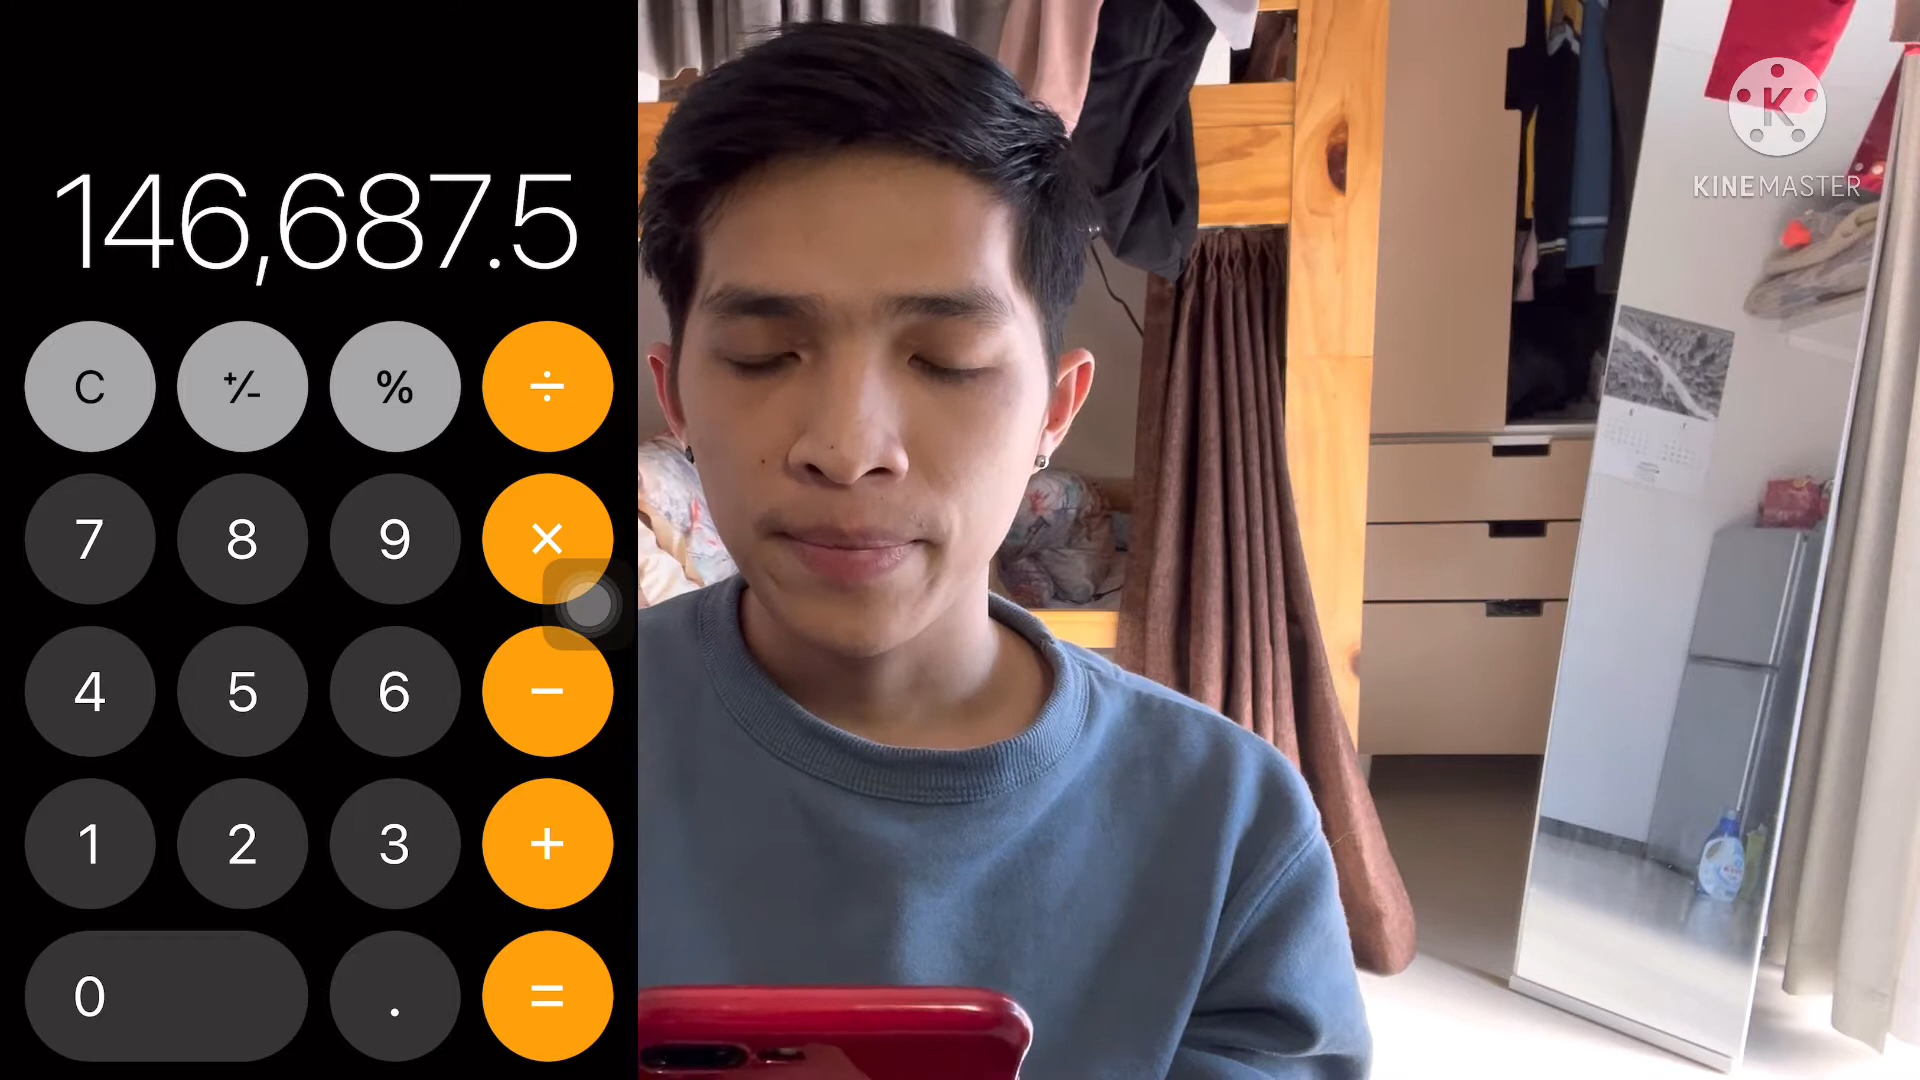 146,687.5
C +/- % ÷
7 8 9 ×
4 5 6 −
1 2 3 +
0 . =
K
KINEMASTER